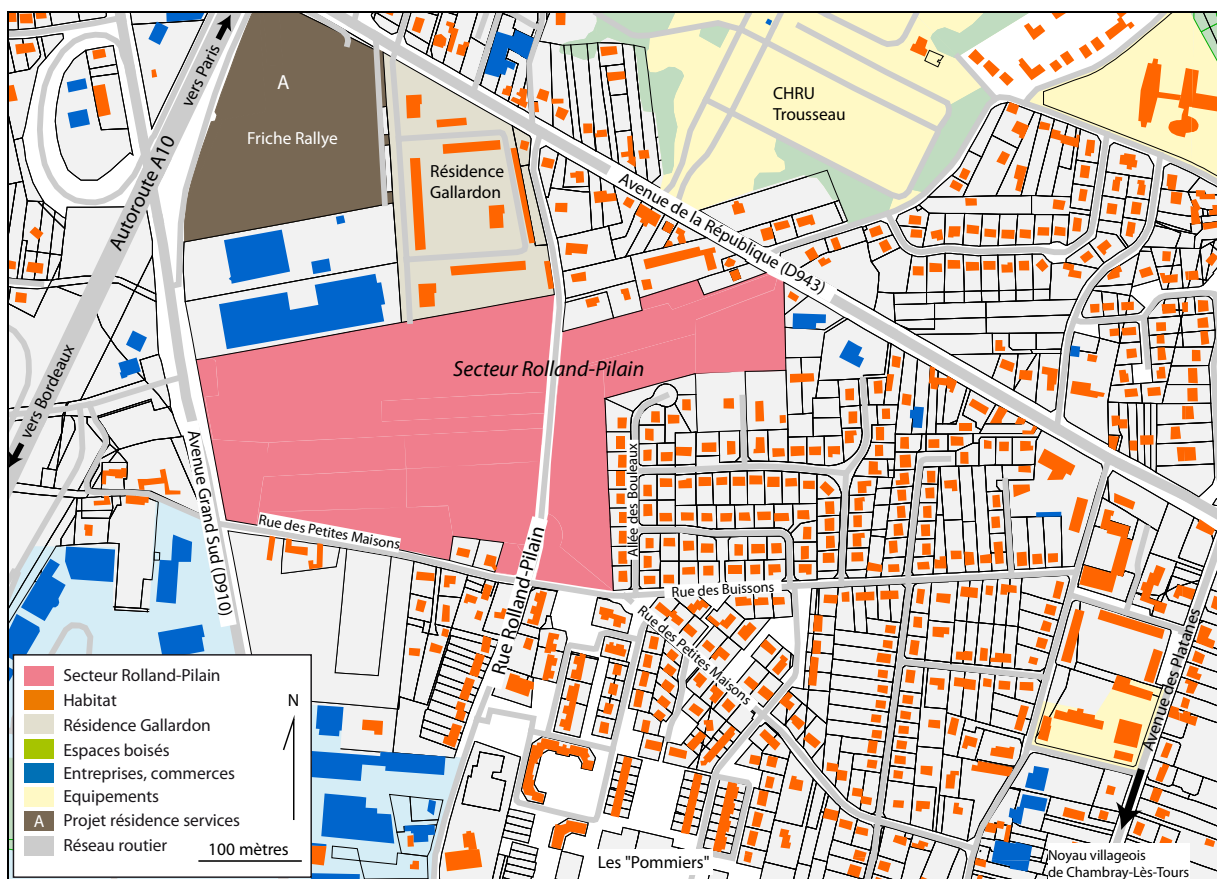 vers Paris
A
Friche Rallye
Autoroute A10
Résidence
Gallardon
CHRU
Trousseau
Avenue de la République (D943)
Secteur Rolland-Pilain
vers Bordeaux
Avenue Grand Sud (D910)
Allée des Bouleaux
Rue des Petites Maisons
Rue Rolland-Pilain
Rue des Buissons
Rue des Petites Maisons
Avenue des Platanes
Secteur Rolland-Pilain
Habitat
Résidence Gallardon
Espaces boisés
Entreprises, commerces
Equipements
A Projet résidence services
Réseau routier
N
100 mètres
Les "Pommiers"
Noyau villageois
de Chambray-Lès-Tours